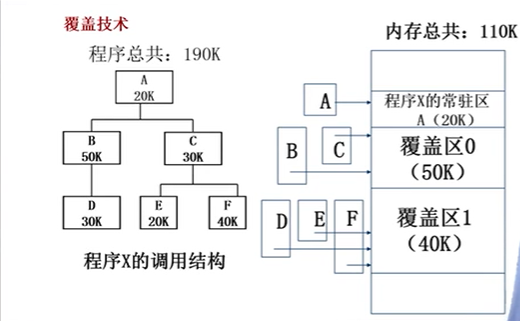 覆盖技术
程序总共：190K
A
20K
B
50K
C
30K
D
30K
E
20K
F
40K
程序X的调用结构
内存总共：110K
A
B
C
D
E
F
程序X的常驻区
A（20K）
覆盖区0
（50K）
覆盖区1
（40K）